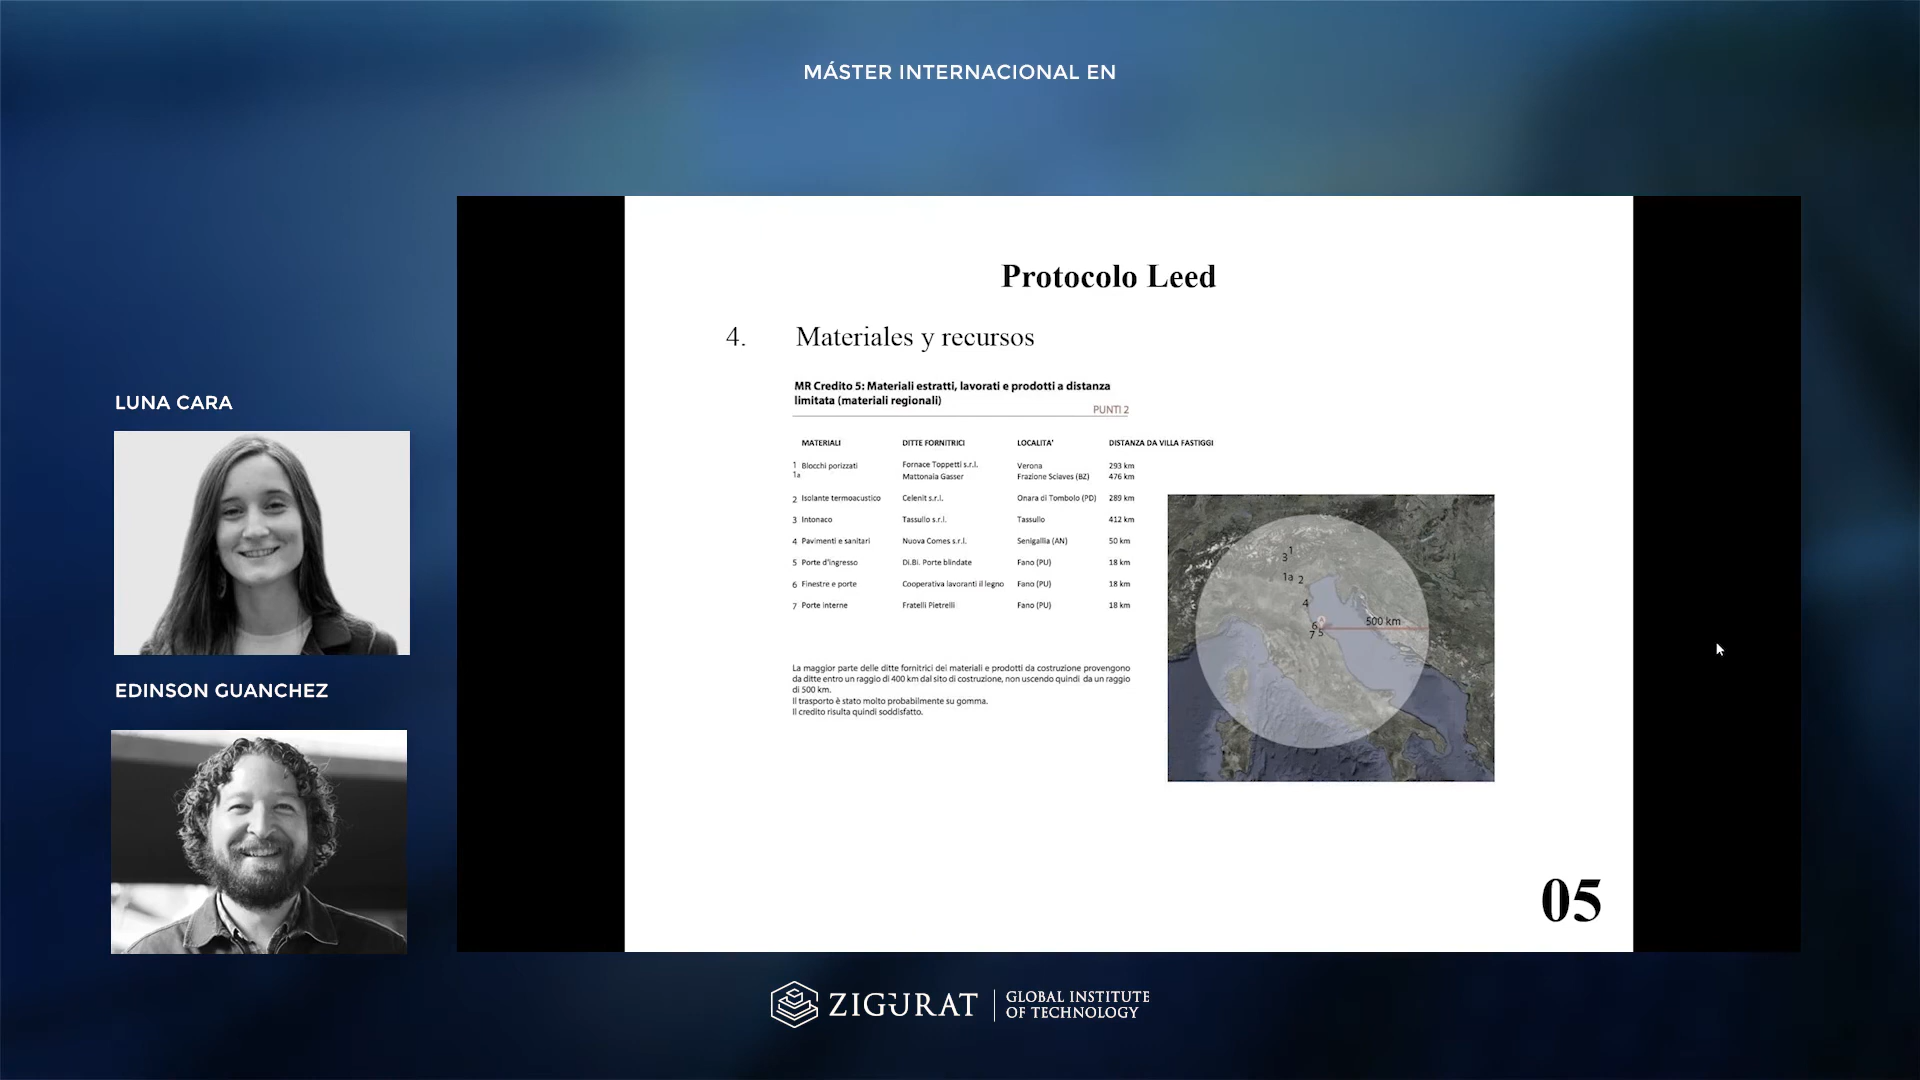 MÁSTER INTERNACIONAL EN
LUNA CARA
EDINSON GUANCHEZ
Protocolo Leed
4. Materiales y recursos
MR Credito 5: Materiali estratti, lavorati e prodotti a distanza
limitata (materiali regionali)
PUNTI 2
MATERIALI DITTE FORNITRICI LOCALITA' DISTANZA DA VILLA FASTIGGI
1 Blocchi porizzati Fornace Toppetti s.r.l. Verona 293 km
1a Mattonaia Gasser Frazione Sciaves (BZ) 476 km
2 Isolante termoacustico Celenit s.r.l. Onara di Tombolo (PD) 289 km
3 Intonaco Tassullo s.r.l. Tassullo 412 km
4 Pavimenti e sanitari Nuova Comes s.r.l. Senigallia (AN) 50 km
5 Porte d'ingresso Di.Bi. Porte blindate Fano (PU) 18 km
6 Finestre e porte Cooperativa lavoranti il legno Fano (PU) 18 km
7 Porte interne Fratelli Pietrelli Fano (PU) 18 km
La maggior parte delle ditte fornitrici dei materiali e prodotti da costruzione provengono
da ditte entro un raggio di 400 km dal sito di costruzione, non uscendo quindi da un raggio
di 500 km.
Il trasporto è stato molto probabilmente su gomma.
Il credito risulta quindi soddisfatto.
1
3
1a 2
4
6
7 5
500 km
05
ZIGURAT
GLOBAL INSTITUTE
OF TECHNOLOGY